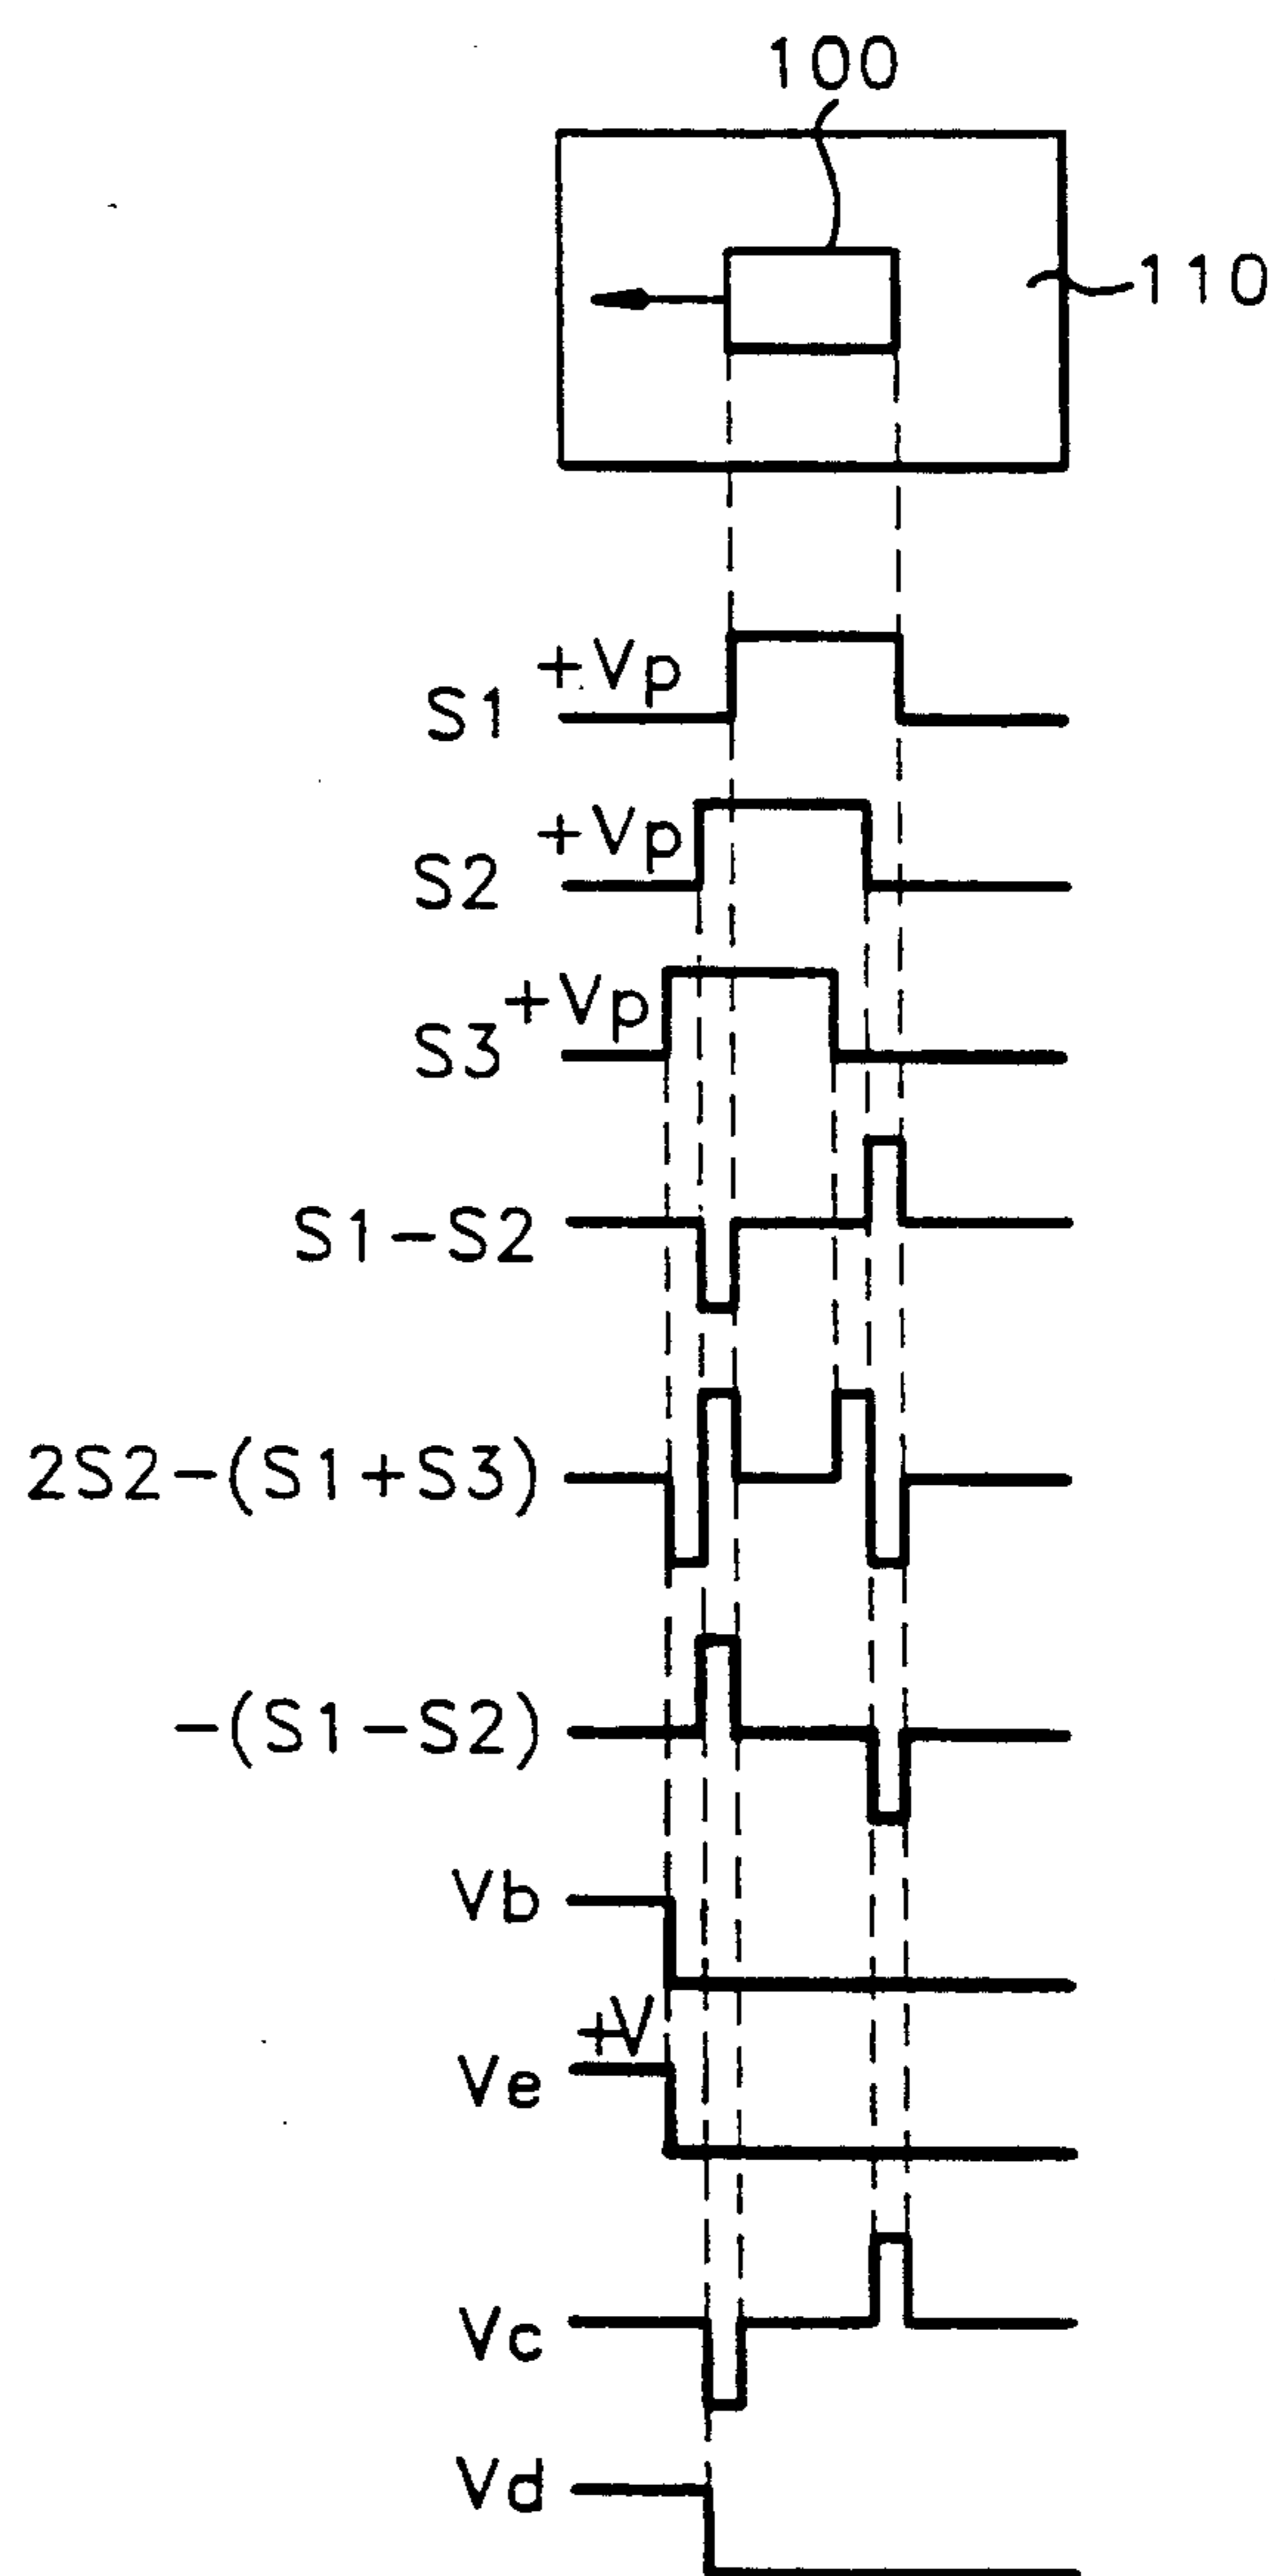 100
110
+Vp
S1
+Vp
S2
+Vp
S3
S1-S2
2S2-(S1+S3)
-(S1-S2)
Vb
+V
Ve
Vc
Vd